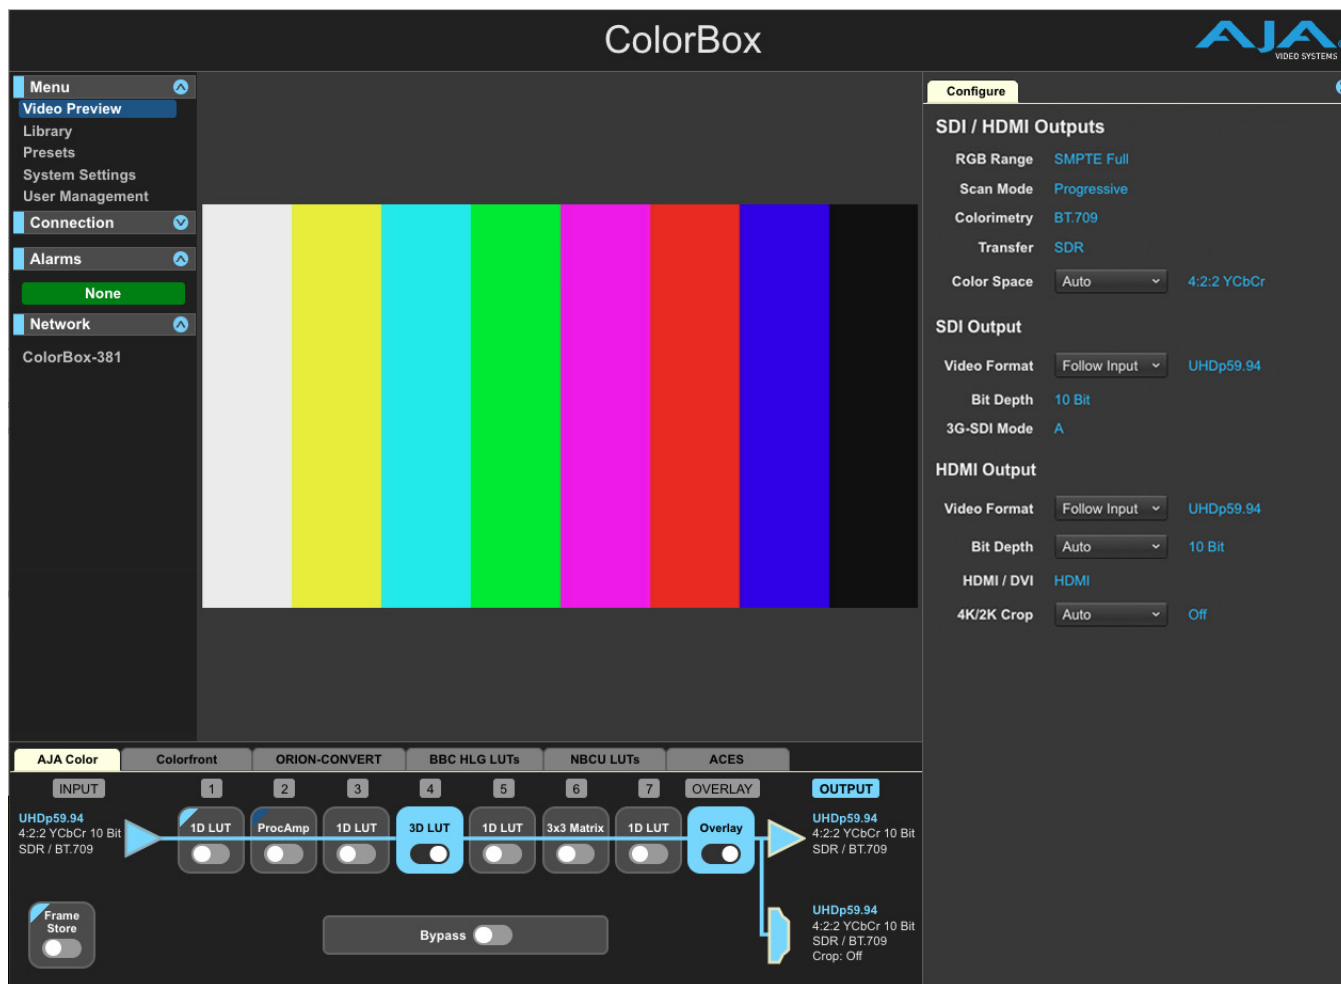 ColorBox
AJA
VIDEO SYSTEMS
Menu
Video Preview
Library
Presets
System Settings
User Management
Connection
Alarms
None
Network
ColorBox-381
Configure
SDI / HDMI Outputs
RGB Range SMPTE Full
Scan Mode Progressive
Colorimetry BT.709
Transfer SDR
Color Space Auto 4:2:2 YCbCr
SDI Output
Video Format Follow Input UHDp59.94
Bit Depth 10 Bit
3G-SDI Mode A
HDMI Output
Video Format Follow Input UHDp59.94
Bit Depth Auto 10 Bit
HDMI / DVI HDMI
4K/2K Crop Auto Off
AJA Color Colorfront ORION-CONVERT BBC HLG LUTs NBCU LUTs ACES
INPUT 1 2 3 4 5 6 7 OVERLAY OUTPUT
UHDp59.94
4:2:2 YCbCr 10 Bit
SDR / BT.709
1D LUT ProcAmp 1D LUT 3D LUT 1D LUT 3x3 Matrix 1D LUT Overlay
UHDp59.94
4:2:2 YCbCr 10 Bit
SDR / BT.709
Frame
Store
Bypass
UHDp59.94
4:2:2 YCbCr 10 Bit
SDR / BT.709
Crop: Off